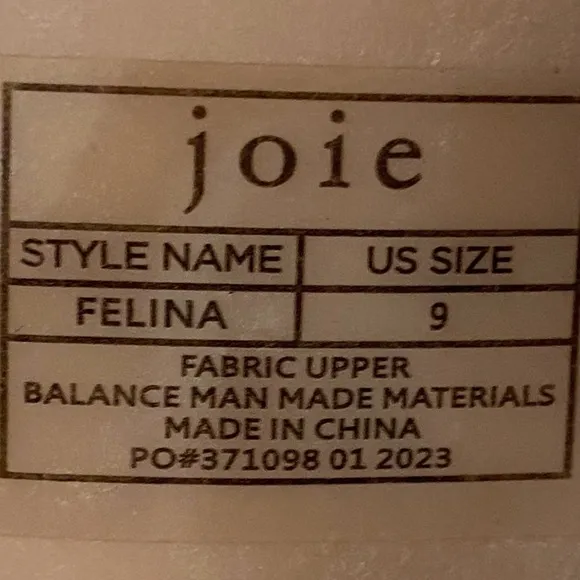 joie
STYLE NAME US SIZE
FELINA 9
FABRIC UPPER
BALANCE MAN MADE MATERIALS
MADE IN CHINA
PO#371098 01 2023